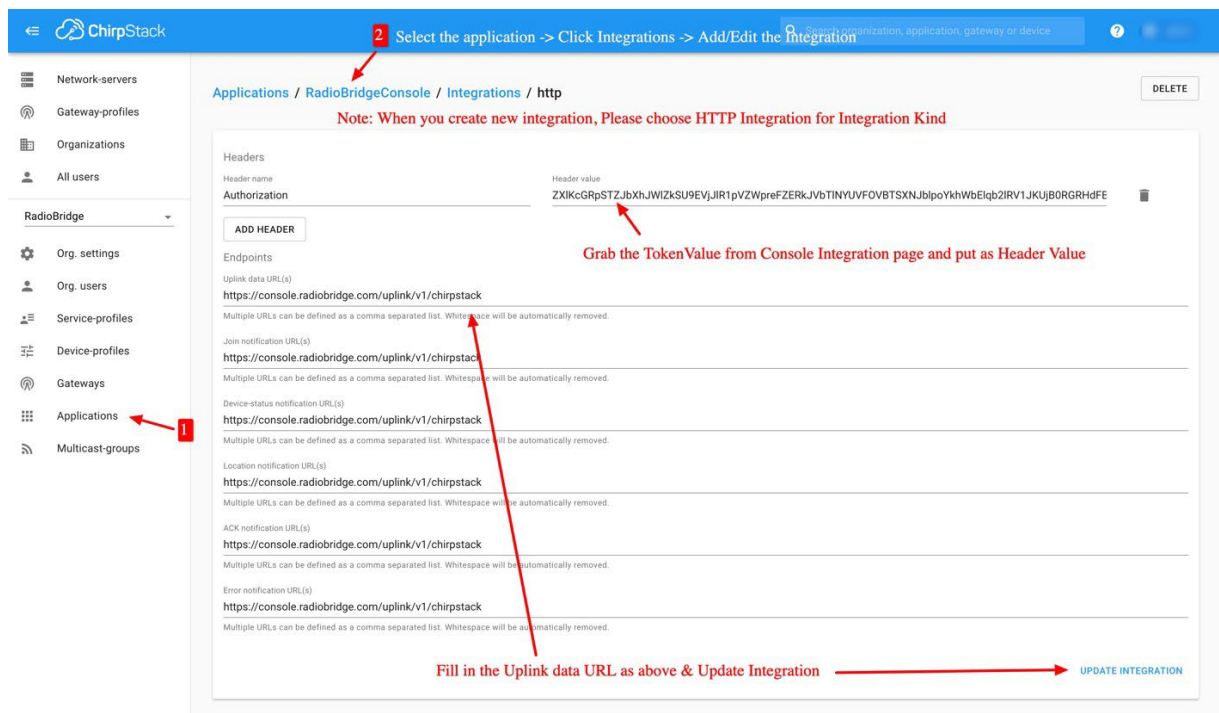 ChirpStack
2 Select the application -> Click Integrations -> Add/Edit the Integration
Search organization, application, gateway or device
?
Network-servers
Gateway-profiles
Organizations
All users
RadioBridge
Org. settings
Org. users
Service-profiles
Device-profiles
Gateways
Applications
1
Multicast-groups
Applications / RadioBridgeConsole / Integrations / http
DELETE
Note: When you create new integration, Please choose HTTP Integration for Integration Kind
Headers
Header name
Header value
Authorization
ADD HEADER
Grab the TokenValue from Console Integration page and put as Header Value
Endpoints
Uplink data URL(s)
https://console.radiobridge.com/uplink/v1/chirpstack
Multiple URLs can be defined as a comma separated list. Whitespace will be automatically removed.
Join notification URL(s)
https://console.radiobridge.com/uplink/v1/chirpstack
Multiple URLs can be defined as a comma separated list. Whitespace will be automatically removed.
Device-status notification URL(s)
https://console.radiobridge.com/uplink/v1/chirpstack
Multiple URLs can be defined as a comma separated list. Whitespace will be automatically removed.
Location notification URL(s)
https://console.radiobridge.com/uplink/v1/chirpstack
Multiple URLs can be defined as a comma separated list. Whitespace will be automatically removed.
ACK notification URL(s)
https://console.radiobridge.com/uplink/v1/chirpstack
Multiple URLs can be defined as a comma separated list. Whitespace will be automatically removed.
Error notification URL(s)
https://console.radiobridge.com/uplink/v1/chirpstack
Multiple URLs can be defined as a comma separated list. Whitespace will be automatically removed.
Fill in the Uplink data URL as above & Update Integration
UPDATE INTEGRATION